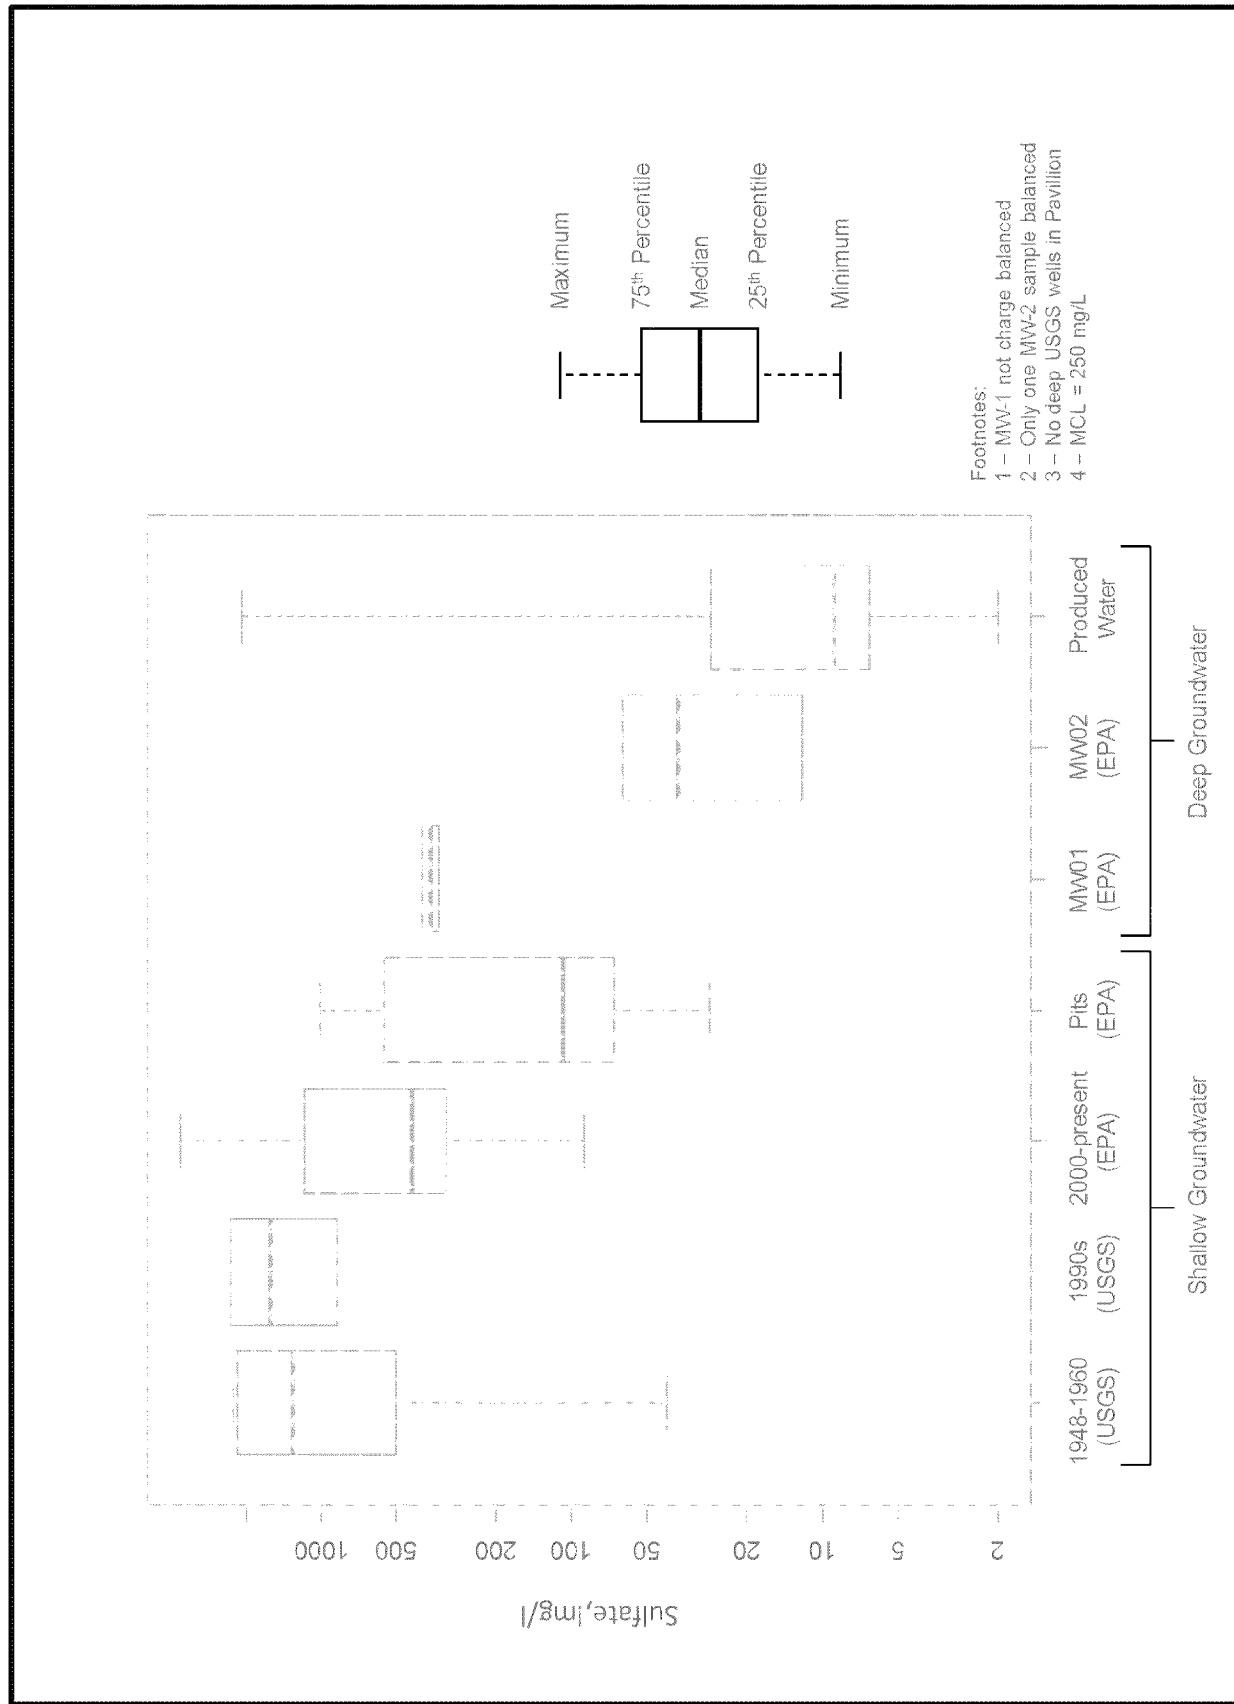 Sulfate, mg/l
1000
500
200
100
50
20
10
5
2
1948-1960
(USGS)
1990s
(USGS)
2000-present
(EPA)
Pits
(EPA)
MW01
(EPA)
MW02
(EPA)
Produced
Water
Shallow Groundwater
Deep Groundwater
Maximum
75th Percentile
Median
25th Percentile
Minimum
Footnotes:
1 – MW-1 not charge balanced
2 – Only one MW-2 sample balanced
3 – No deep USGS wells in Pavillion
4 – MCL = 250 mg/L